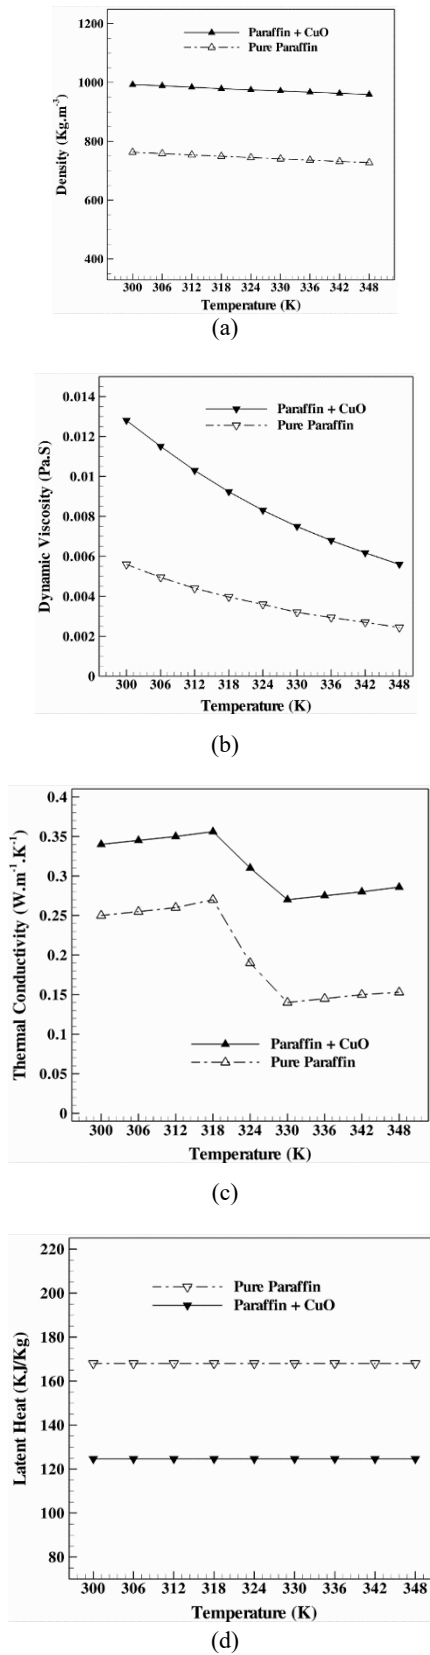 1200
1000
800
600
400
Density (Kg.m⁻³)
Paraffin + CuO
Pure Paraffin
300 306 312 318 324 330 336 342 348
Temperature (K)
(a)
0.014
0.012
0.01
0.008
0.006
0.004
0.002
0
Dynamic Viscosity (Pa.S)
Paraffin + CuO
Pure Paraffin
300 306 312 318 324 330 336 342 348
Temperature (K)
(b)
0.4
0.35
0.3
0.25
0.2
0.15
0.1
0.05
0
Thermal Conductivity (W.m⁻¹.K⁻¹)
Paraffin + CuO
Pure Paraffin
300 306 312 318 324 330 336 342 348
Temperature (K)
(c)
220
200
180
160
140
120
100
80
Latent Heat (KJ/Kg)
Pure Paraffin
Paraffin + CuO
300 306 312 318 324 330 336 342 348
Temperature (K)
(d)